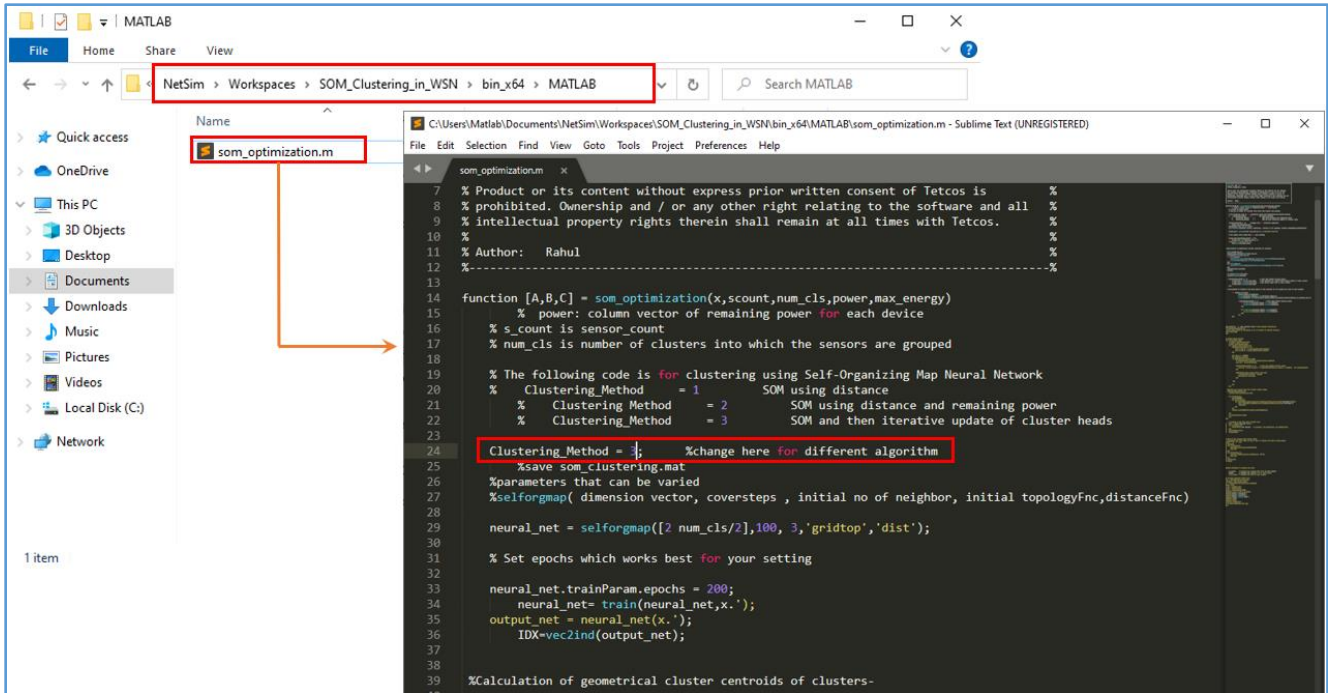 MATLAB
File Home Share View
NetSim › Workspaces › SOM_Clustering_in_WSN › bin_x64 › MATLAB
Search MATLAB
Name
Quick access
OneDrive
This PC
3D Objects
Desktop
Documents
Downloads
Music
Pictures
Videos
Local Disk (C:)
Network
som_optimization.m
1 item
C:\Users\Matlab\Documents\NetSim\Workspaces\SOM_Clustering_in_WSN\bin_x64\MATLAB\som_optimization.m - Sublime Text (UNREGISTERED)
File Edit Selection Find View Goto Tools Project Preferences Help
som_optimization.m ×
7 % Product or its content without express prior written consent of Tetcos is %
8 % prohibited. Ownership and / or any other right relating to the software and all %
9 % intellectual property rights therein shall remain at all times with Tetcos. %
10 % %
11 % Author: Rahul %
12 %---------------------------------------------------------------------------------%
13
14 function [A,B,C] = som_optimization(x,scount,num_cls,power,max_energy)
15 % power: column vector of remaining power for each device
16 % s_count is sensor_count
17 % num_cls is number of clusters into which the sensors are grouped
18
19 % The following code is for clustering using Self-Organizing Map Neural Network
20 % Clustering_Method = 1 SOM using distance
21 % Clustering Method = 2 SOM using distance and remaining power
22 % Clustering_Method = 3 SOM and then iterative update of cluster heads
23
24 Clustering_Method = 3; %change here for different algorithm
25 %save som_clustering.mat
26 %parameters that can be varied
27 %selforgmap( dimension vector, coversteps , initial no of neighbor, initial topologyFnc,distanceFnc)
28
29 neural_net = selforgmap([2 num_cls/2],100, 3,'gridtop','dist');
30
31 % Set epochs which works best for your setting
32
33 neural_net.trainParam.epochs = 200;
34 neural_net= train(neural_net,x.');
35 output_net = neural_net(x.');
36 IDX=vec2ind(output_net);
37
38
39 %Calculation of geometrical cluster centroids of clusters-